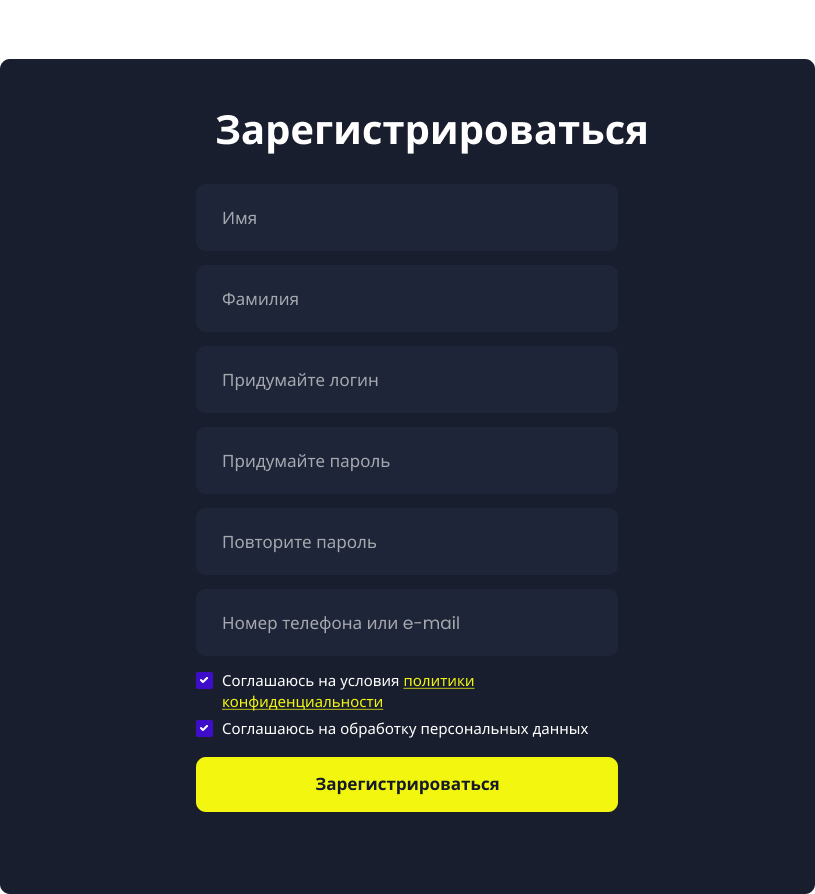 Зарегистрироваться
Имя
Фамилия
Придумайте логин
Придумайте пароль
Повторите пароль
Номер телефона или e-mail
Соглашаюсь на условия политики
конфиденциальности
Соглашаюсь на обработку персональных данных
Зарегистрироваться